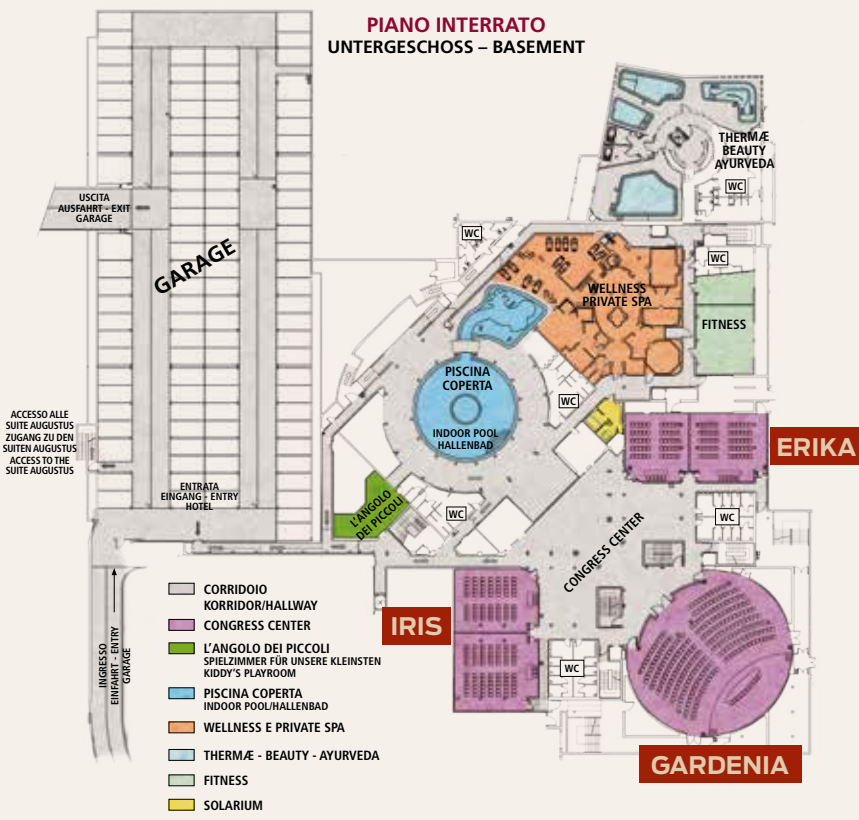 PIANO INTERRATO
UNTERGESCHOSS – BASEMENT
THERMÆ
BEAUTY
AYURVEDA
WC
USCITA
AUSFAHRT - EXIT
GARAGE
GARAGE
WC
WC
WELLNESS
PRIVATE SPA
FITNESS
PISCINA
COPERTA
INDOOR POOL
HALLENBAD
WC
ACCESSO ALLE
SUITE AUGUSTUS
ZUGANG ZU DEN
SUITEN AUGUSTUS
ACCESS TO THE
SUITE AUGUSTUS
ERIKA
ENTRATA
EINGANG - ENTRY
HOTEL
L'ANGOLO
DEI PICCOLI
WC
WC
CONGRESS CENTER
INGRESSO
EINFAHRT - ENTRY
GARAGE
IRIS
WC
GARDENIA
CORRIDOIO
KORRIDOR/HALLWAY
CONGRESS CENTER
L'ANGOLO DEI PICCOLI
SPIELZIMMER FÜR UNSERE KLEINSTEN
KIDDY'S PLAYROOM
PISCINA COPERTA
INDOOR POOL/HALLENBAD
WELLNESS E PRIVATE SPA
THERMÆ - BEAUTY - AYURVEDA
FITNESS
SOLARIUM